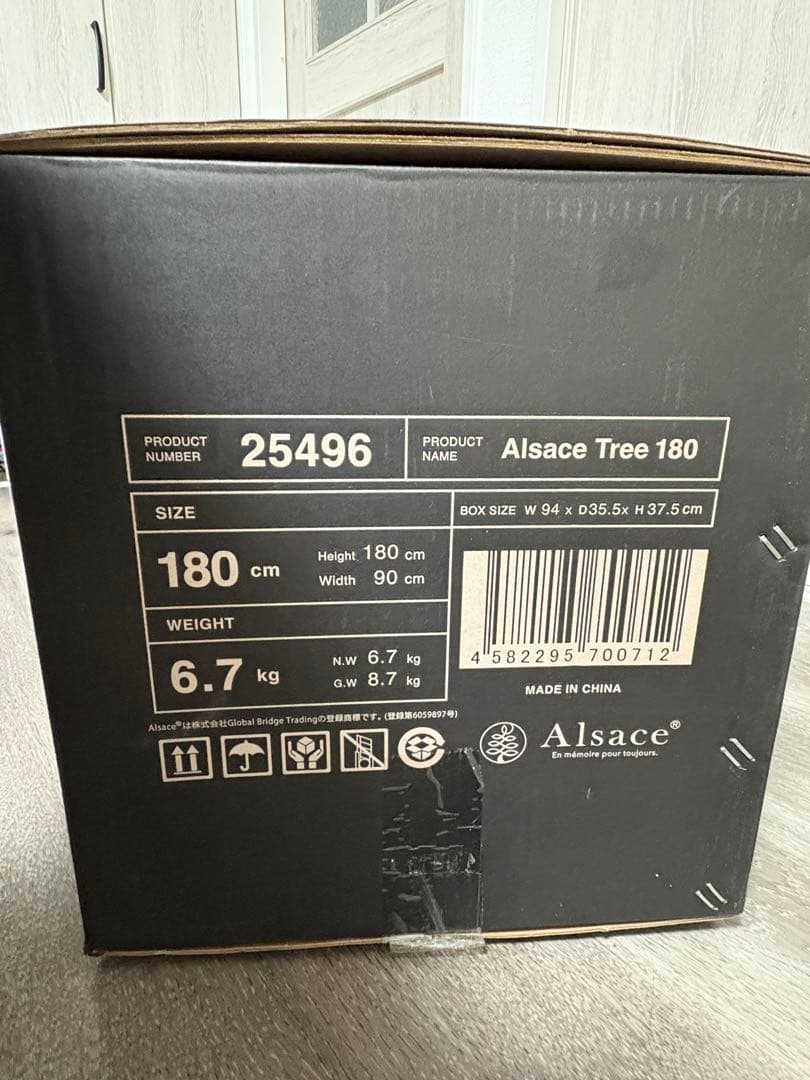 PRODUCT NUMBER 25496
PRODUCT NAME Alsace Tree 180
SIZE
180 cm
Height 180 cm
Width 90 cm
WEIGHT
6.7 kg
N.W 6.7 kg
G.W 8.7 kg
BOX SIZE W 94 x D35.5x H 37.5 cm
4 582295 700712
MADE IN CHINA
Alsace®は株式会社Global Bridge Tradingの登録商標です。(登録第6059897号)
Alsace®
En mémoire pour toujours.